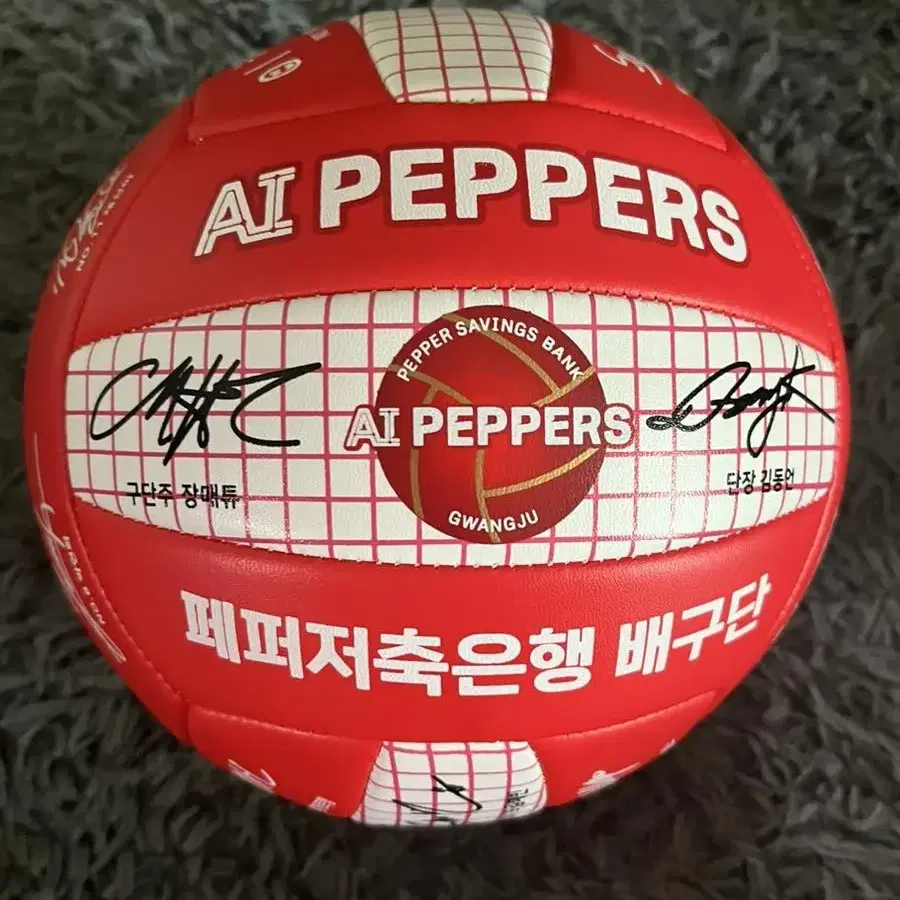 AI PEPPERS
PEPPER SAVINGS BANK
AI PEPPERS
GWANGJU
구단주 장매튜
단장 김동언
페퍼저축은행 배구단